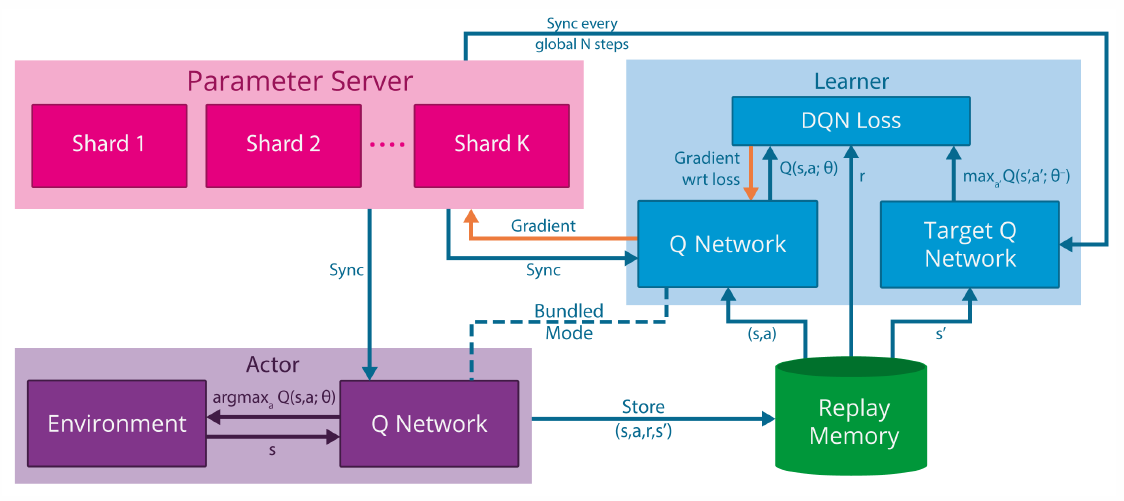 Sync every
global N steps
Parameter Server
Shard 1
Shard 2
....
Shard K
Learner
DQN Loss
Gradient
wrt loss
Q(s,a; θ)
r
maxₐ, Q(s’,a’; θ⁻)
Q Network
Target Q
Network
Gradient
Sync
Sync
Bundled
Mode
(s,a)
s’
Actor
Environment
argmaxₐ Q(s,a; θ)
s
Q Network
Store
(s,a,r,s’)
Replay
Memory